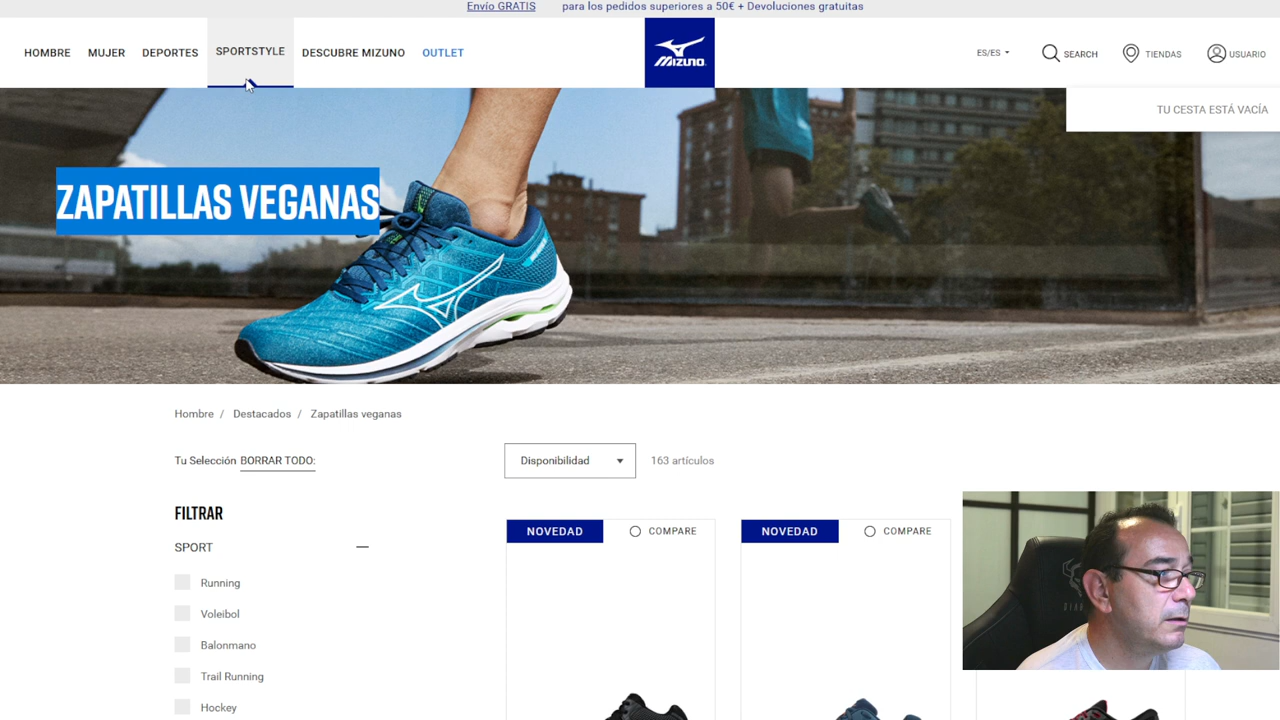 Envío GRATIS para los pedidos superiores a 50€ + Devoluciones gratuitas
HOMBRE MUJER DEPORTES SPORTSTYLE DESCUBRE MIZUNO OUTLET
MIZUNO
ES/ES SEARCH TIENDAS USUARIO
TU CESTA ESTÁ VACÍA
ZAPATILLAS VEGANAS
Hombre / Destacados / Zapatillas veganas
Tu Selección BORRAR TODO:
Disponibilidad 163 artículos
FILTRAR
SPORT
Running
Voleibol
Balonmano
Trail Running
Hockey
NOVEDAD COMPARE
NOVEDAD COMPARE